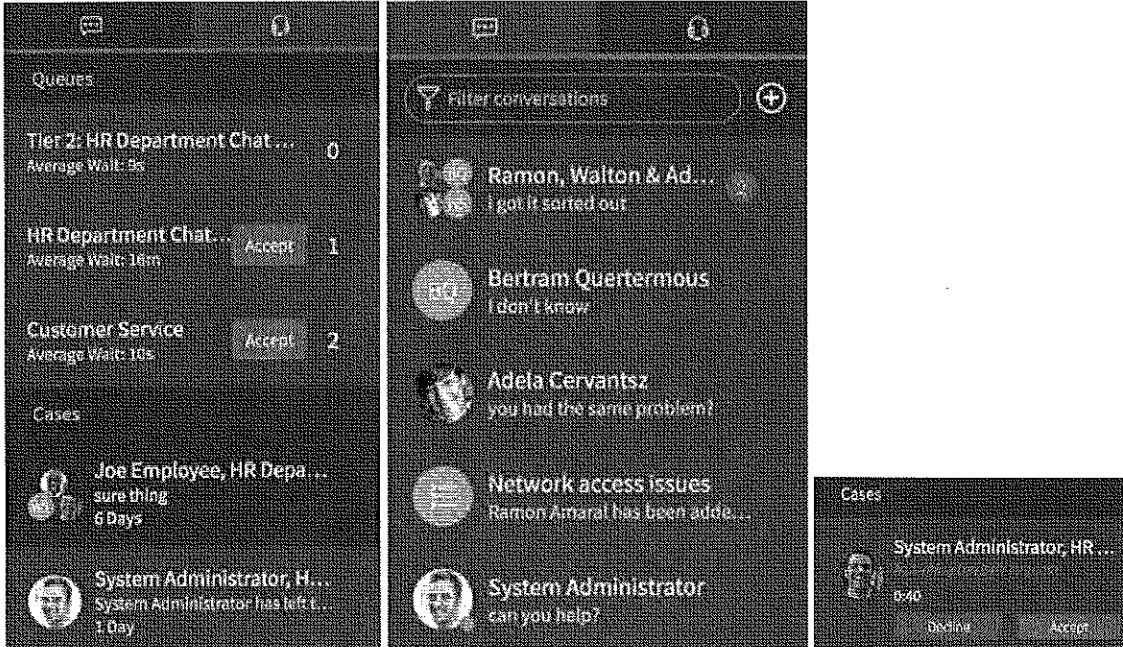 Queues
Tier 2: HR Department Chat ...
Average Wait: 9s
0
HR Department Chat...
Average Wait: 16m
Accept
1
Customer Service
Average Wait: 10s
Accept
2
Cases
Joe Employee, HR Depa...
sure thing
6 Days
System Administrator, H...
System Administrator has left t...
1 Day
Filter conversations
Ramon, Walton & Ad...
I got it sorted out
BQ
Bertram Quertermous
I don't know
Adela Cervantsz
you had the same problem?
Network access issues
Ramon Amaral has been adde...
System Administrator
can you help?
Cases
System Administrator, HR ...
0:40
Decline
Accept